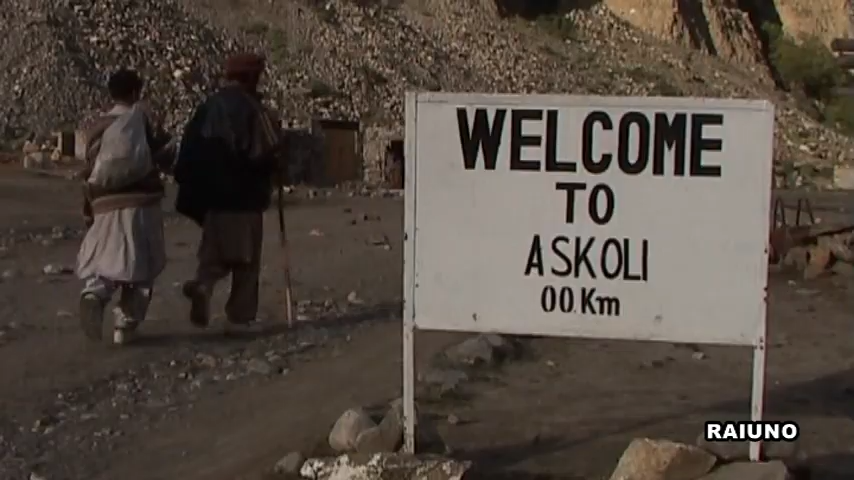 WELCOME
TO
ASKOLI
00.Km
RAIUNO